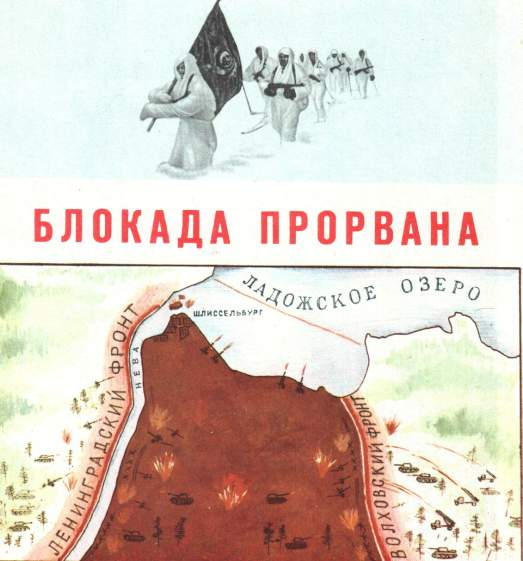 БЛОКАДА ПРОРВАНА
ЛАДОЖСКОЕ ОЗЕРО
ШЛИССЕЛЬБУРГ
НЕВА
ЛЕНИНГРАДСКИЙ ФРОНТ
ВОЛХОВСКИЙ ФРОНТ